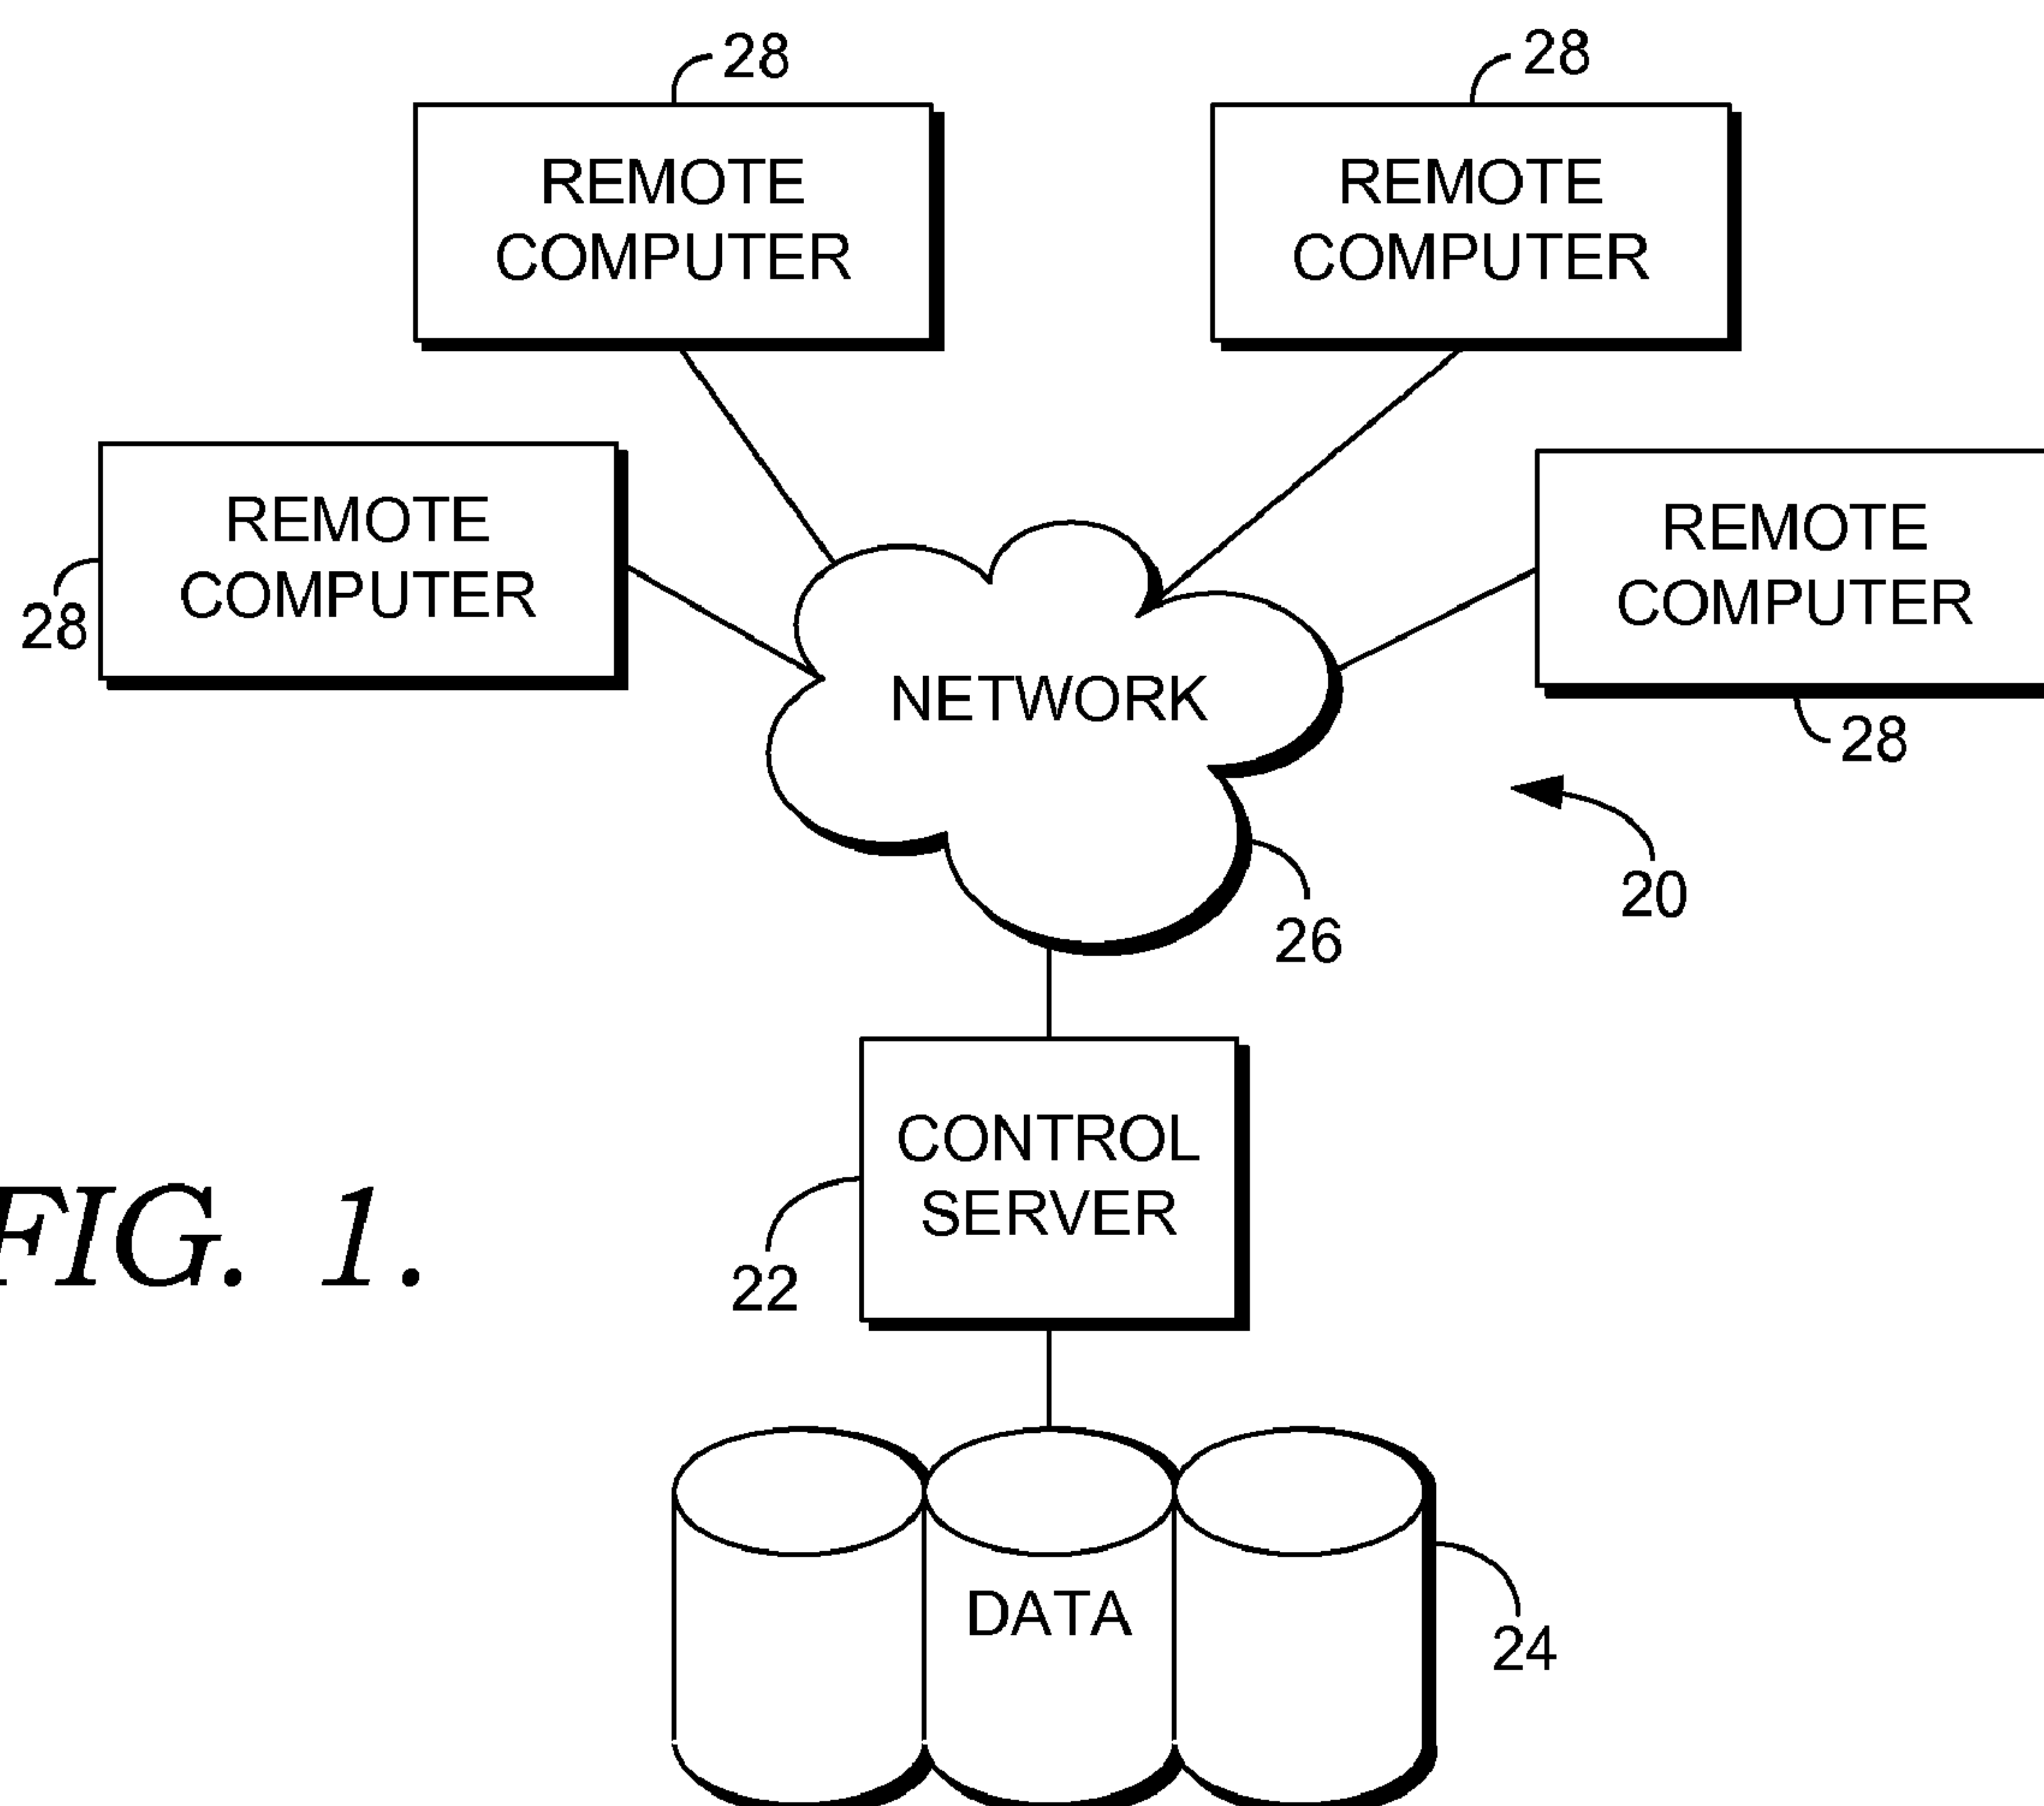 28
28
REMOTE
COMPUTER
REMOTE
COMPUTER
REMOTE
COMPUTER
28
REMOTE
COMPUTER
28
NETWORK
20
26
CONTROL
SERVER
22
FIG. 1.
DATA
24